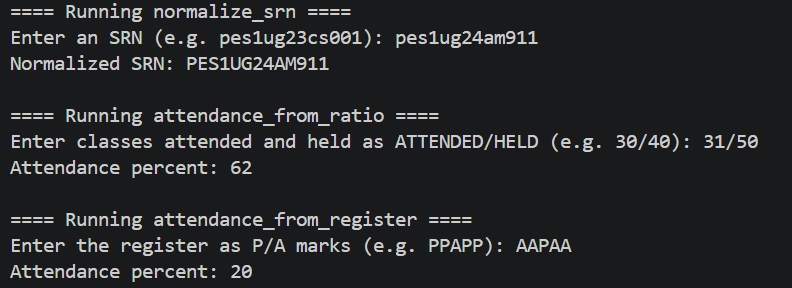 ==== Running normalize_srn ====
Enter an SRN (e.g. pes1ug23cs001): pes1ug24am911
Normalized SRN: PES1UG24AM911
==== Running attendance_from_ratio ====
Enter classes attended and held as ATTENDED/HELD (e.g. 30/40): 31/50
Attendance percent: 62
==== Running attendance_from_register ====
Enter the register as P/A marks (e.g. PPAPP): AAPAA
Attendance percent: 20